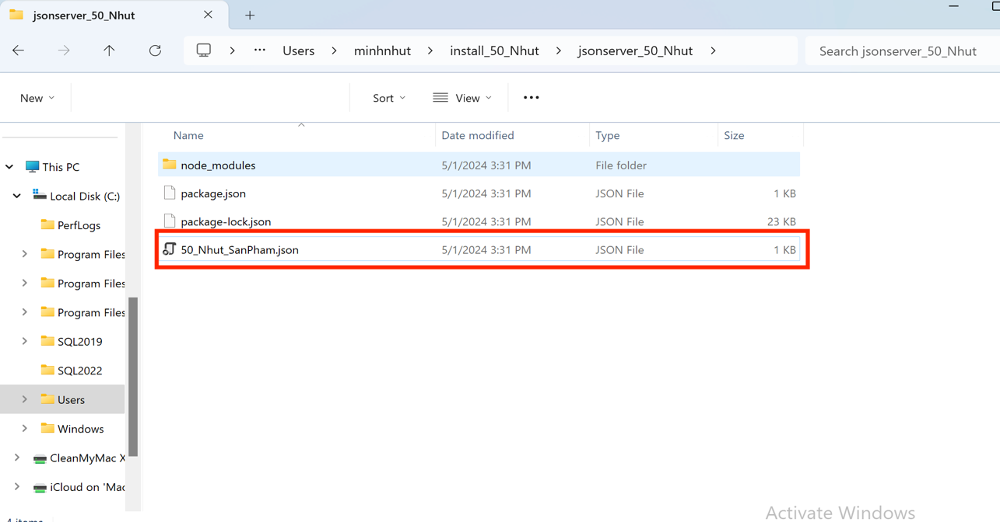 jsonserver_50_Nhut
Users minhnhut install_50_Nhut jsonserver_50_Nhut Search jsonserver_50_Nhut
New Sort View
Name Date modified Type Size
node_modules 5/1/2024 3:31 PM File folder
package.json 5/1/2024 3:31 PM JSON File 1 KB
package-lock.json 5/1/2024 3:31 PM JSON File 23 KB
50_Nhut_SanPham.json 5/1/2024 3:31 PM JSON File 1 KB
This PC
Local Disk (C:)
PerfLogs
Program Files
Program Files
Program Files
SQL2019
SQL2022
Users
Windows
CleanMyMac X
iCloud on 'Mac
4 items
Activate Windows